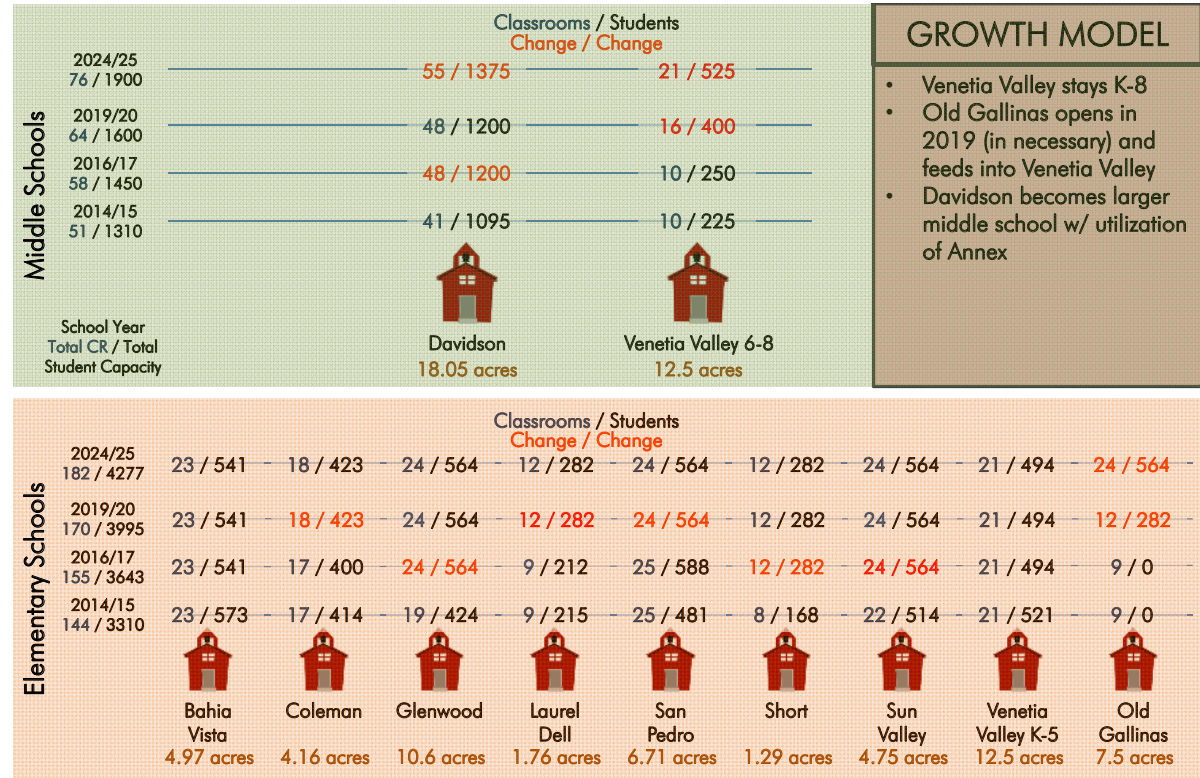 Classrooms / Students
Change / Change
Middle Schools
2024/25
76 / 1900
55 / 1375
21 / 525
2019/20
64 / 1600
48 / 1200
16 / 400
2016/17
58 / 1450
48 / 1200
10 / 250
2014/15
51 / 1310
41 / 1095
10 / 225
School Year
Total CR / Total
Student Capacity
Davidson
18.05 acres
Venetia Valley 6-8
12.5 acres
GROWTH MODEL
• Venetia Valley stays K-8
• Old Gallinas opens in
2019 (in necessary) and
feeds into Venetia Valley
• Davidson becomes larger
middle school w/ utilization
of Annex
Classrooms / Students
Change / Change
Elementary Schools
2024/25
182 / 4277
23 / 541 18 / 423 24 / 564 12 / 282 24 / 564 12 / 282 24 / 564 21 / 494 24 / 564
2019/20
170 / 3995
23 / 541 18 / 423 24 / 564 12 / 282 24 / 564 12 / 282 24 / 564 21 / 494 12 / 282
2016/17
155 / 3643
23 / 541 17 / 400 24 / 564 9 / 212 25 / 588 12 / 282 24 / 564 21 / 494 9 / 0
2014/15
144 / 3310
23 / 573 17 / 414 19 / 424 9 / 215 25 / 481 8 / 168 22 / 514 21 / 521 9 / 0
Bahia
Vista
4.97 acres
Coleman
4.16 acres
Glenwood
10.6 acres
Laurel
Dell
1.76 acres
San
Pedro
6.71 acres
Short
1.29 acres
Sun
Valley
4.75 acres
Venetia
Valley K-5
12.5 acres
Old
Gallinas
7.5 acres